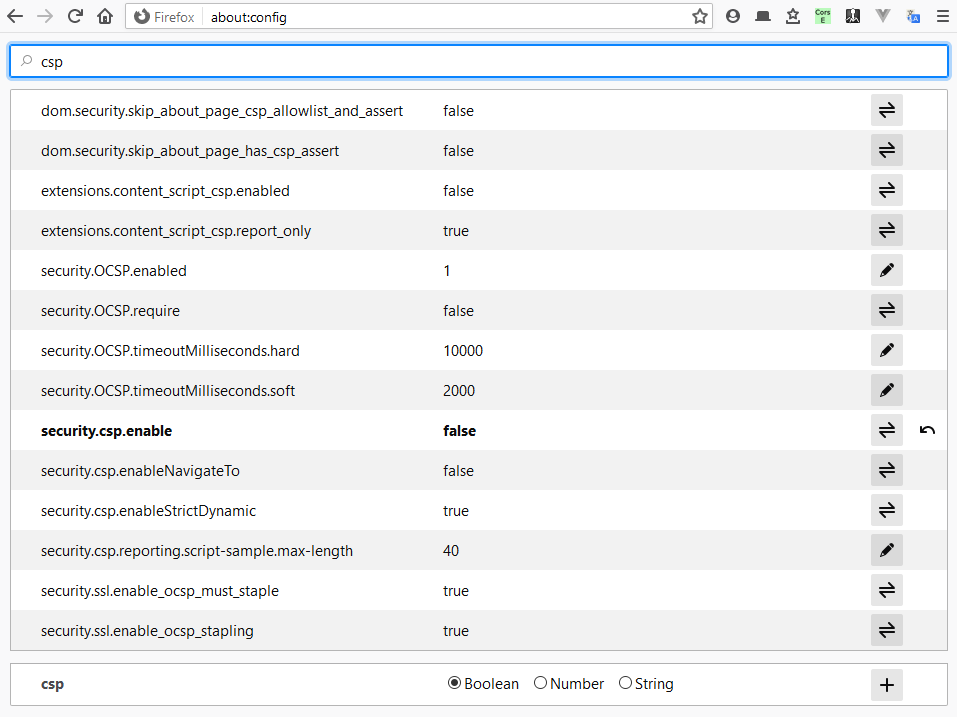 Firefox about:config
Cors
E
A
csp
dom.security.skip_about_page_csp_allowlist_and_assert false
dom.security.skip_about_page_has_csp_assert false
extensions.content_script_csp.enabled false
extensions.content_script_csp.report_only true
security.OCSP.enabled 1
security.OCSP.require false
security.OCSP.timeoutMilliseconds.hard 10000
security.OCSP.timeoutMilliseconds.soft 2000
security.csp.enable false
security.csp.enableNavigateTo false
security.csp.enableStrictDynamic true
security.csp.reporting.script-sample.max-length 40
security.ssl.enable_ocsp_must_staple true
security.ssl.enable_ocsp_stapling true
csp Boolean Number String